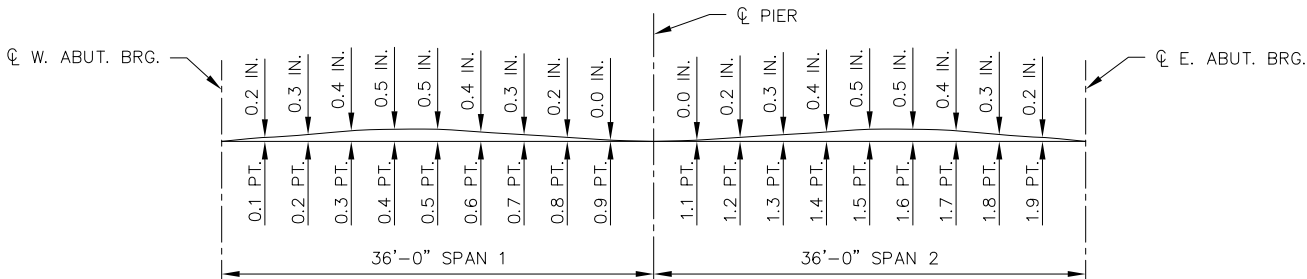 ℄ PIER
℄ W. ABUT. BRG.
℄ E. ABUT. BRG.
0.2 IN.
0.3 IN.
0.4 IN.
0.5 IN.
0.5 IN.
0.4 IN.
0.3 IN.
0.2 IN.
0.0 IN.
0.0 IN.
0.2 IN.
0.3 IN.
0.4 IN.
0.5 IN.
0.5 IN.
0.4 IN.
0.3 IN.
0.2 IN.
0.1 PT.
0.2 PT.
0.3 PT.
0.4 PT.
0.5 PT.
0.6 PT.
0.7 PT.
0.8 PT.
0.9 PT.
1.1 PT.
1.2 PT.
1.3 PT.
1.4 PT.
1.5 PT.
1.6 PT.
1.7 PT.
1.8 PT.
1.9 PT.
36'-0" SPAN 1
36'-0" SPAN 2